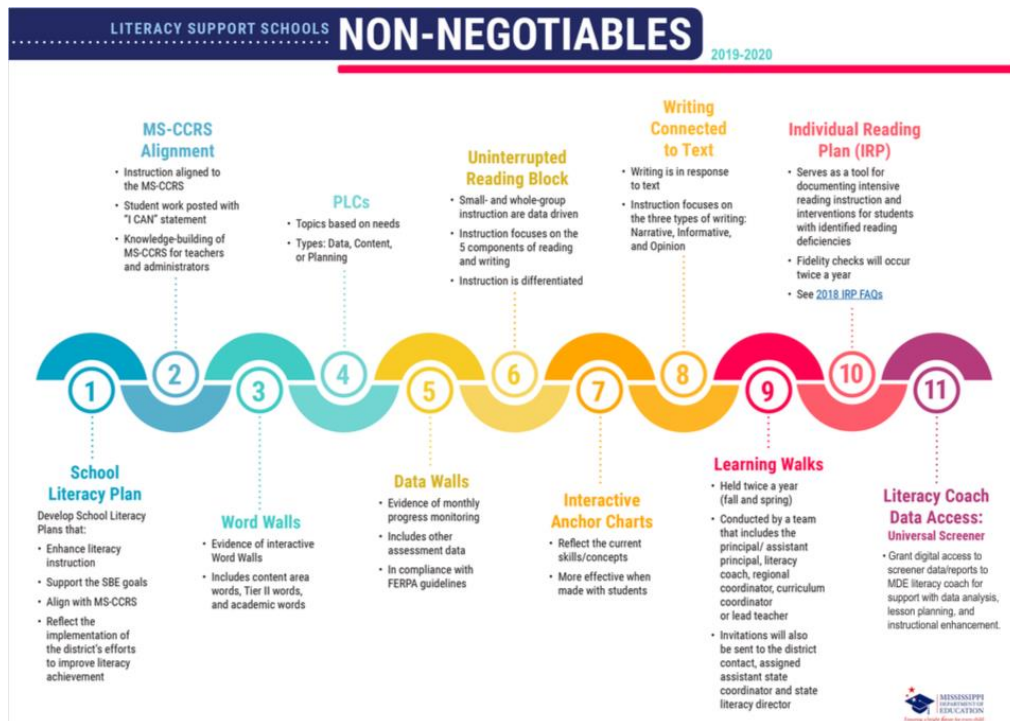 LITERACY SUPPORT SCHOOLS
NON-NEGOTIABLES
2019-2020
MS-CCRS
Alignment
• Instruction aligned to
the MS-CCRS
• Student work posted with
"I CAN" statement
• Knowledge-building of
MS-CCRS for teachers
and administrators
PLCs
• Topics based on needs
• Types: Data, Content,
or Planning
Uninterrupted
Reading Block
• Small- and whole-group
instruction are data driven
• Instruction focuses on the
5 components of reading
and writing
• Instruction is differentiated
Writing
Connected
to Text
• Writing is in response
to text
• Instruction focuses on
the three types of writing:
Narrative, Informative,
and Opinion
Individual Reading
Plan (IRP)
• Serves as a tool for
documenting intensive
reading instruction and
interventions for students
with identified reading
deficiencies
• Fidelity checks will occur
twice a year
• See 2018 IRP FAQs
1
2
3
4
5
6
7
8
9
10
11
School
Literacy Plan
Develop School Literacy
Plans that:
• Enhance literacy
instruction
• Support the SBE goals
• Align with MS-CCRS
• Reflect the
implementation of
the district's efforts
to improve literacy
achievement
Word Walls
• Evidence of interactive
Word Walls
• Includes content area
words, Tier II words,
and academic words
Data Walls
• Evidence of monthly
progress monitoring
• Includes other
assessment data
• In compliance with
FERPA guidelines
Interactive
Anchor Charts
• Reflect the current
skills/concepts
• More effective when
made with students
Learning Walks
• Held twice a year
(fall and spring)
• Conducted by a team
that includes the
principal/ assistant
principal, literacy
coach, regional
coordinator, curriculum
coordinator
or lead teacher
• Invitations will also
be sent to the district
contact, assigned
assistant state
coordinator and state
literacy director
Literacy Coach
Data Access:
Universal Screener
• Grant digital access to
screener data/reports to
MDE literacy coach for
support with data analysis,
lesson planning, and
instructional enhancement.
MISSISSIPPI
DEPARTMENT OF
EDUCATION